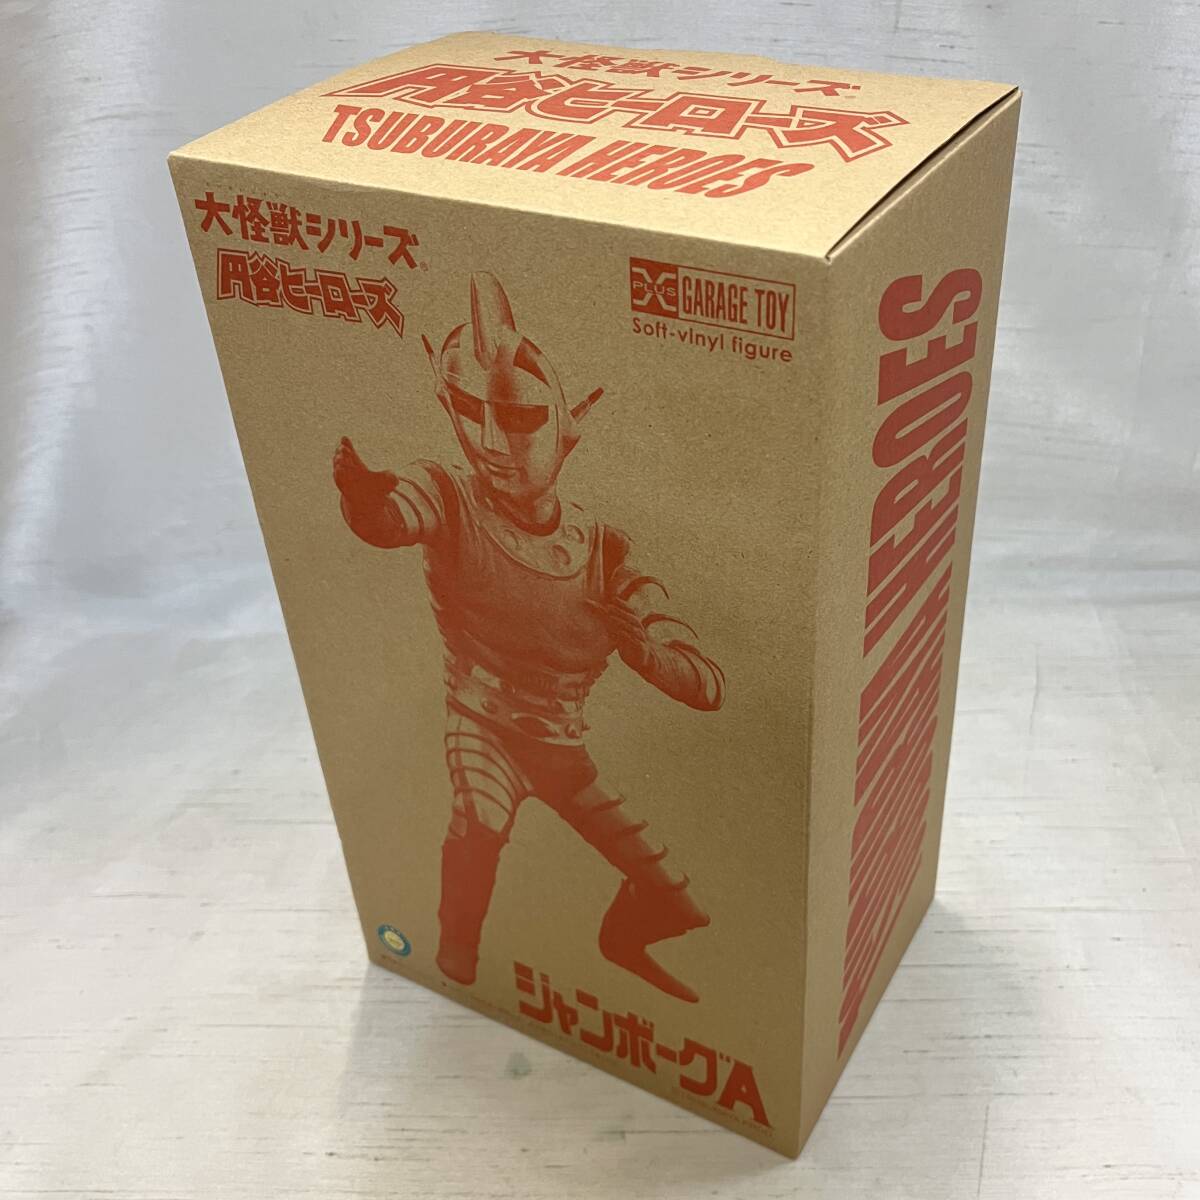 大怪獣シリーズ®
円谷ヒーローズ
TSUBURAYA HEROES
大怪獣シリーズ®
円谷ヒーローズ
X PLUS GARAGE TOY
Soft-vinyl figure
ジャンボーグA
TSUBURAYA HEROES